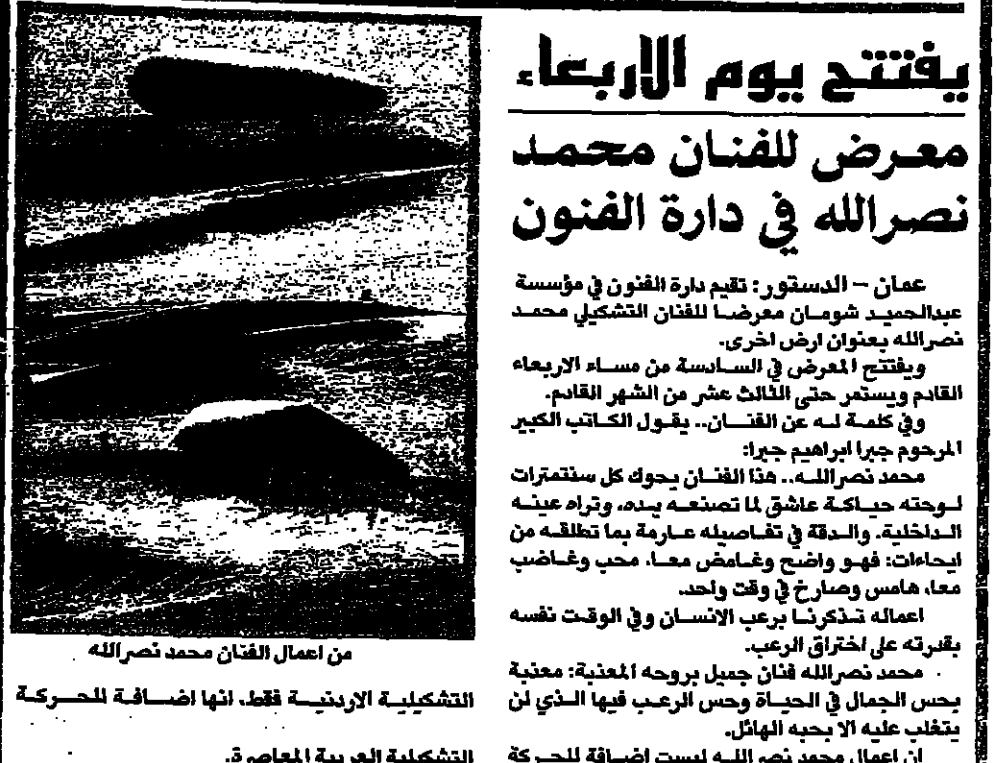 يفتتح يوم الاربعاء
معرض للفنان محمد
نصرالله في دارة الفنون
عمان – الدستور: تقيم دارة الفنون في مؤسسة
عبدالحميد شومان معرضا للفنان التشكيلي محمد
نصرالله بعنوان ارض اخرى.
ويفتتح المعرض في السادسة من مساء الاربعاء
القادم ويستمر حتى الثالث عشر من الشهر القادم.
وفي كلمة له عن الفنان.. يقول الكاتب الكبير
المرحوم جبرا ابراهيم جبرا:
محمد نصرالله.. هذا الفنان يحوك كل سنتمترات
لوحته حياكة عاشق لما تصنعه يده، وتراه عينه
الداخلية. والدقة في تفاصيله عارمة بما تطلقه من
ايحاءات: فهو واضح وغامض معا، محب وغاضب
معا، هامس وصارخ في وقت واحد.
اعماله تذكرنا برعب الانسان وفي الوقت نفسه
بقدرته على اختراق الرعب.
محمد نصرالله فنان جميل بروحه المعذبة: معذبة
بحس الجمال في الحياة وحس الرعب فيها الذي لن
يتغلب عليه الا بحبه الهائل.
ان اعمال محمد نصرالله ليست اضافة للحركة
من اعمال الفنان محمد نصرالله
التشكيلية الاردنية فقط، انها اضافة للحركة
التشكيلية العربية المعاصرة.